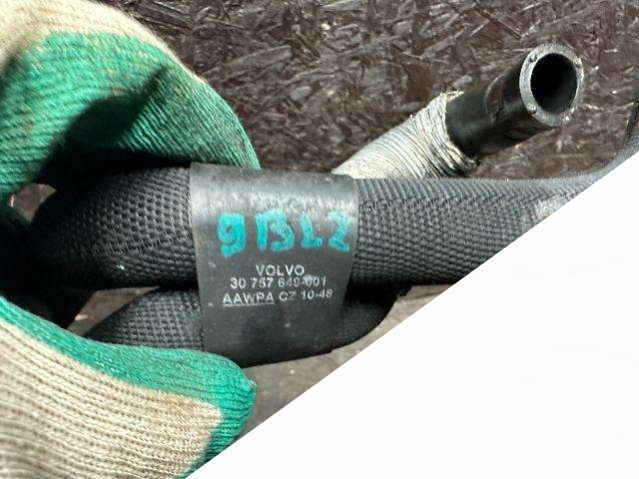 9BLZ
VOLVO
30 757 649-001
AAWPA CZ 10-48